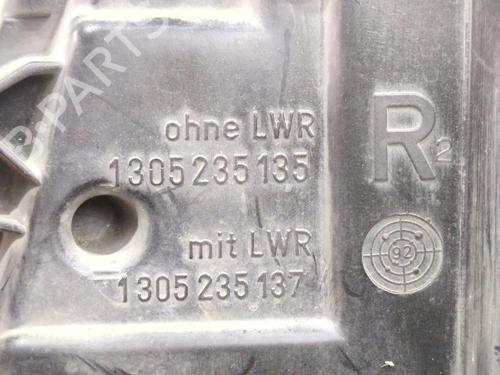 B-PARTS
ohne LWR
1305 235 135
R2
mit LWR
1305 235 137
92